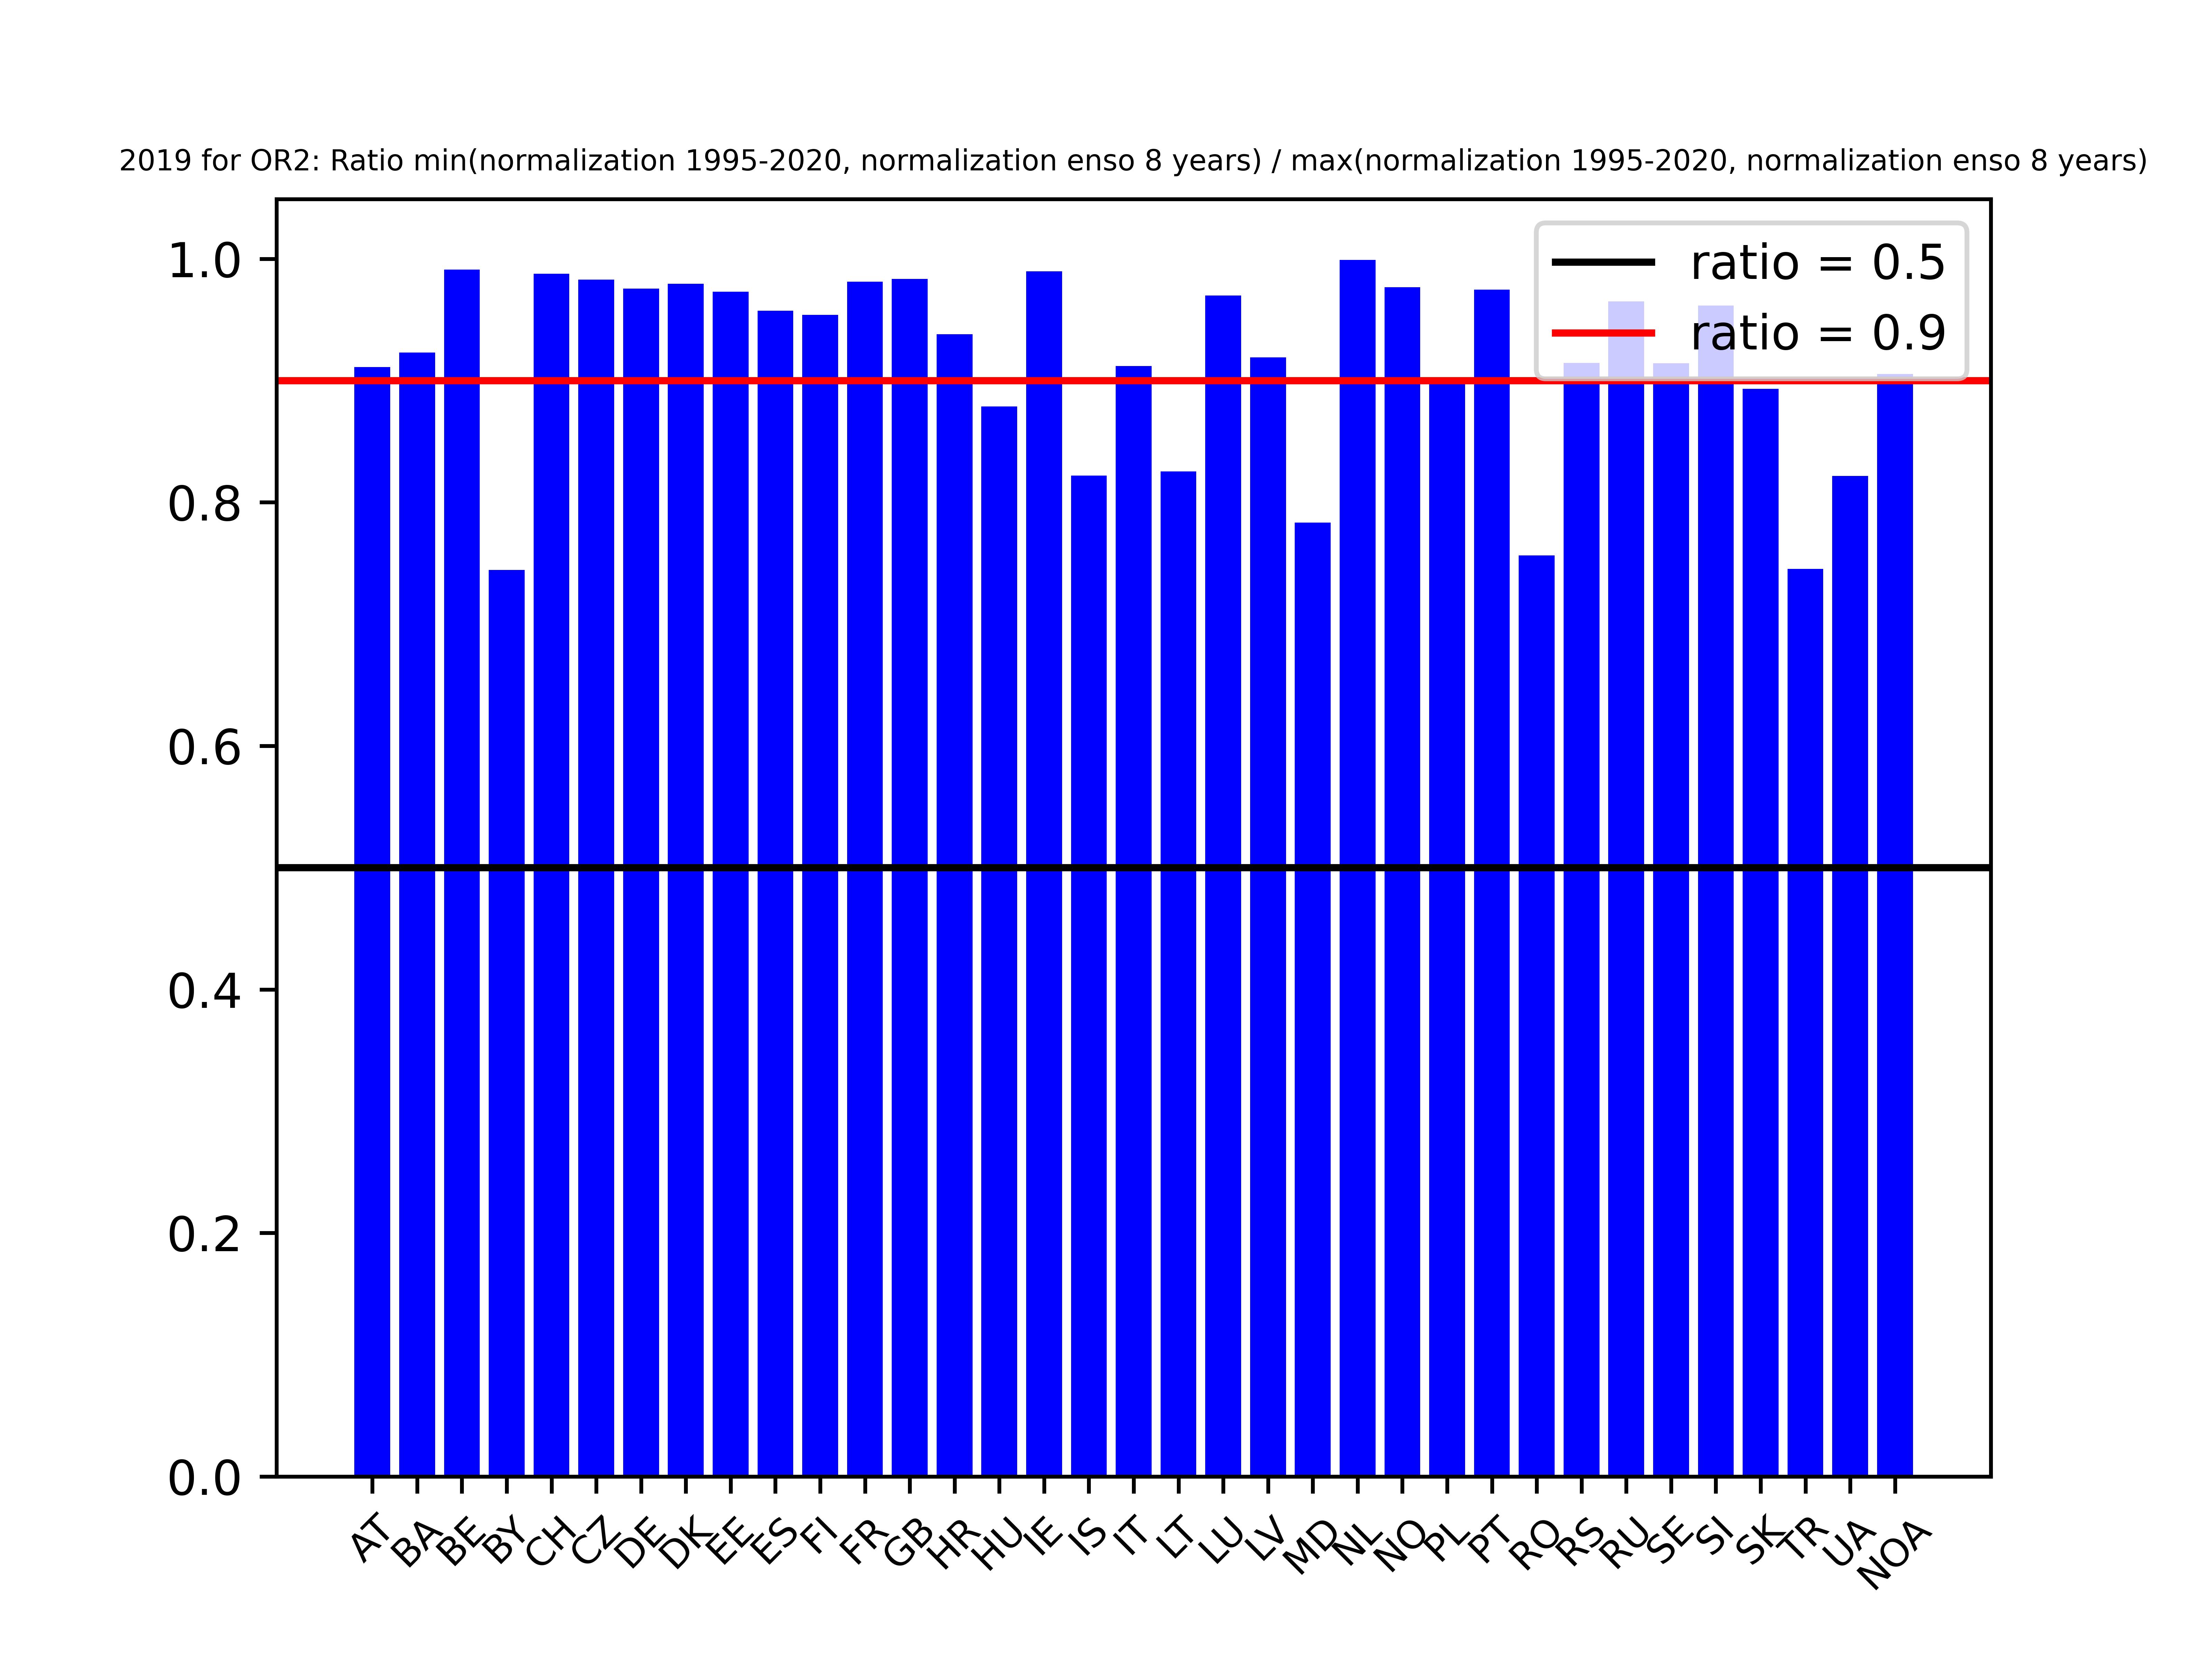 2019 for OR2: Ratio min(normalization 1995-2020, normalization enso 8 years) / max(normalization 1995-2020, normalization enso 8 years)
ratio = 0.5
ratio = 0.9
1.0
0.8
0.6
0.4
0.2
0.0
AT BA BE BY CH CZ DE DK EE ES FI FR GB HR HU IE IS IT LT LU LV MD NL NO PL PT RO RS RU SE SI SK TR UA NOA